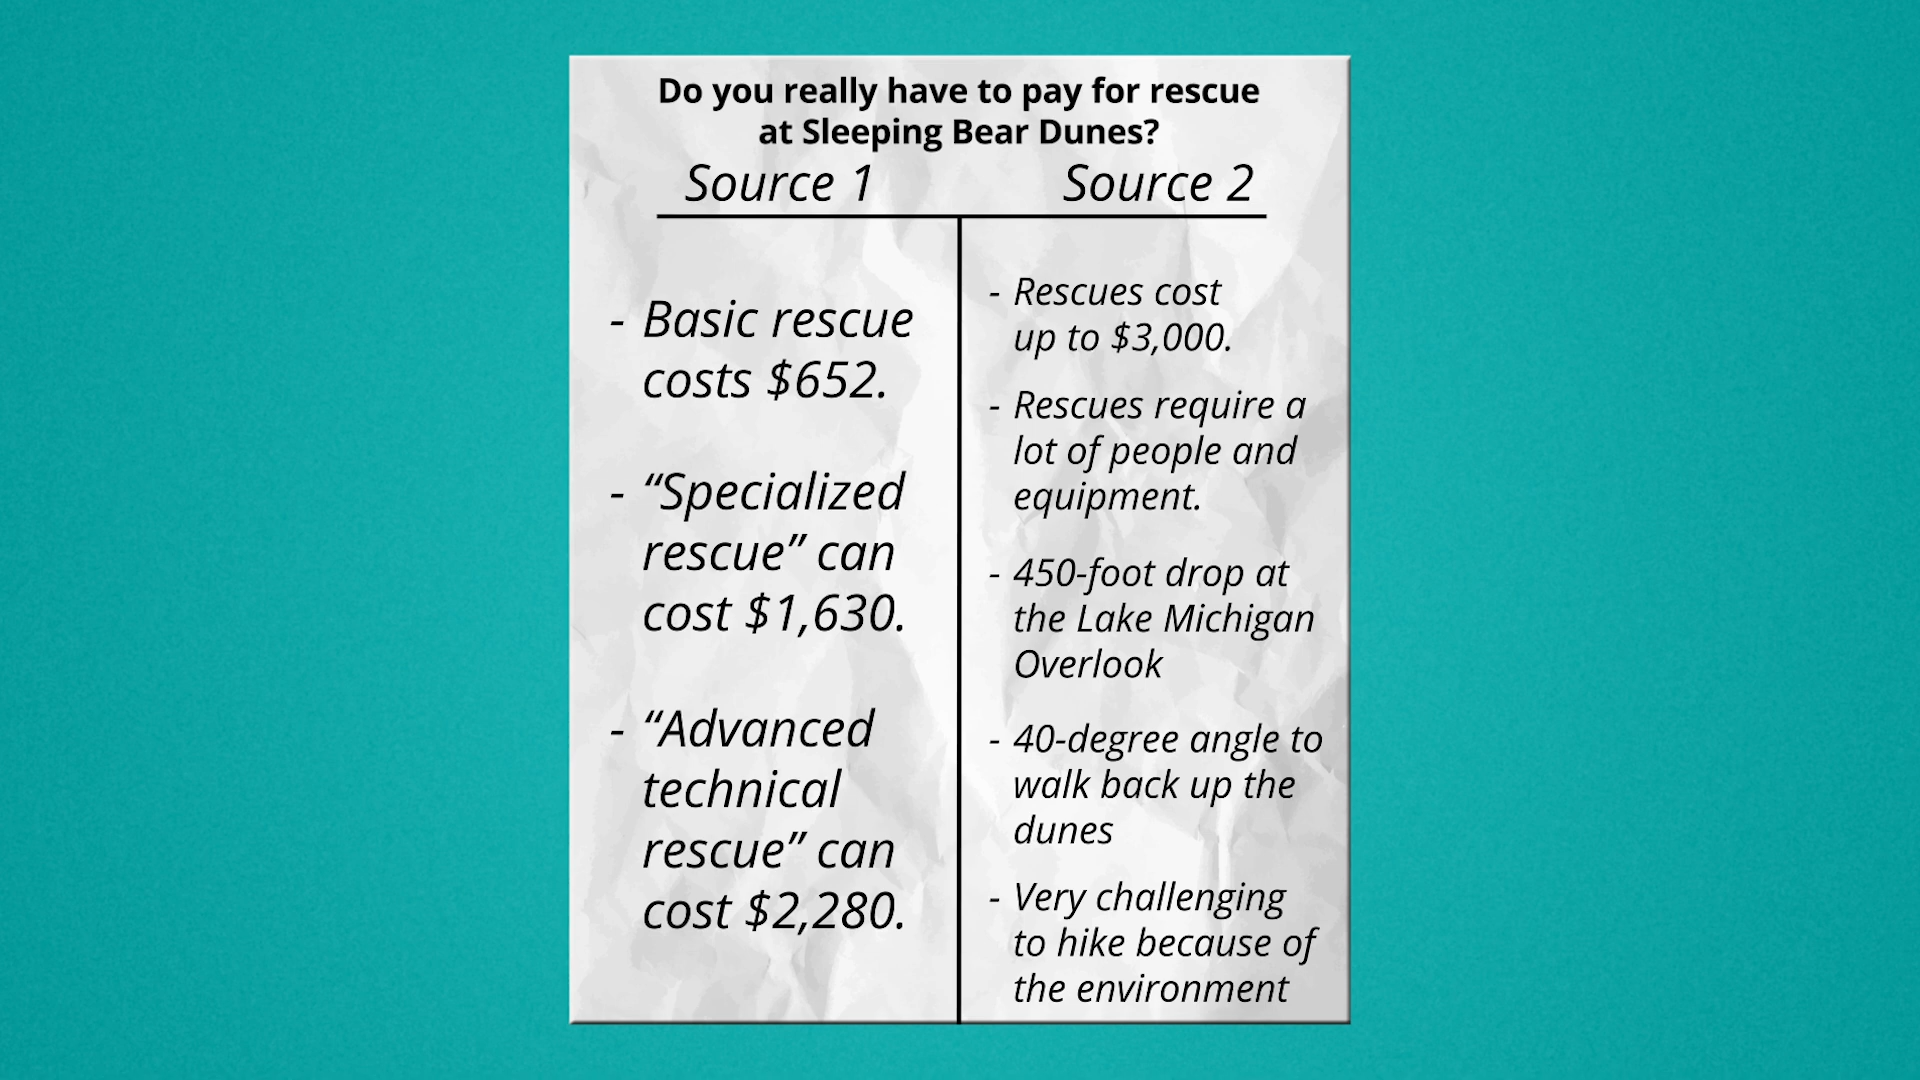 Do you really have to pay for rescue
at Sleeping Bear Dunes?
Source 1
Source 2
- Basic rescue
costs $652.
- “Specialized
rescue” can
cost $1,630.
- “Advanced
technical
rescue” can
cost $2,280.
- Rescues cost
up to $3,000.
- Rescues require a
lot of people and
equipment.
- 450-foot drop at
the Lake Michigan
Overlook
- 40-degree angle to
walk back up the
dunes
- Very challenging
to hike because of
the environment